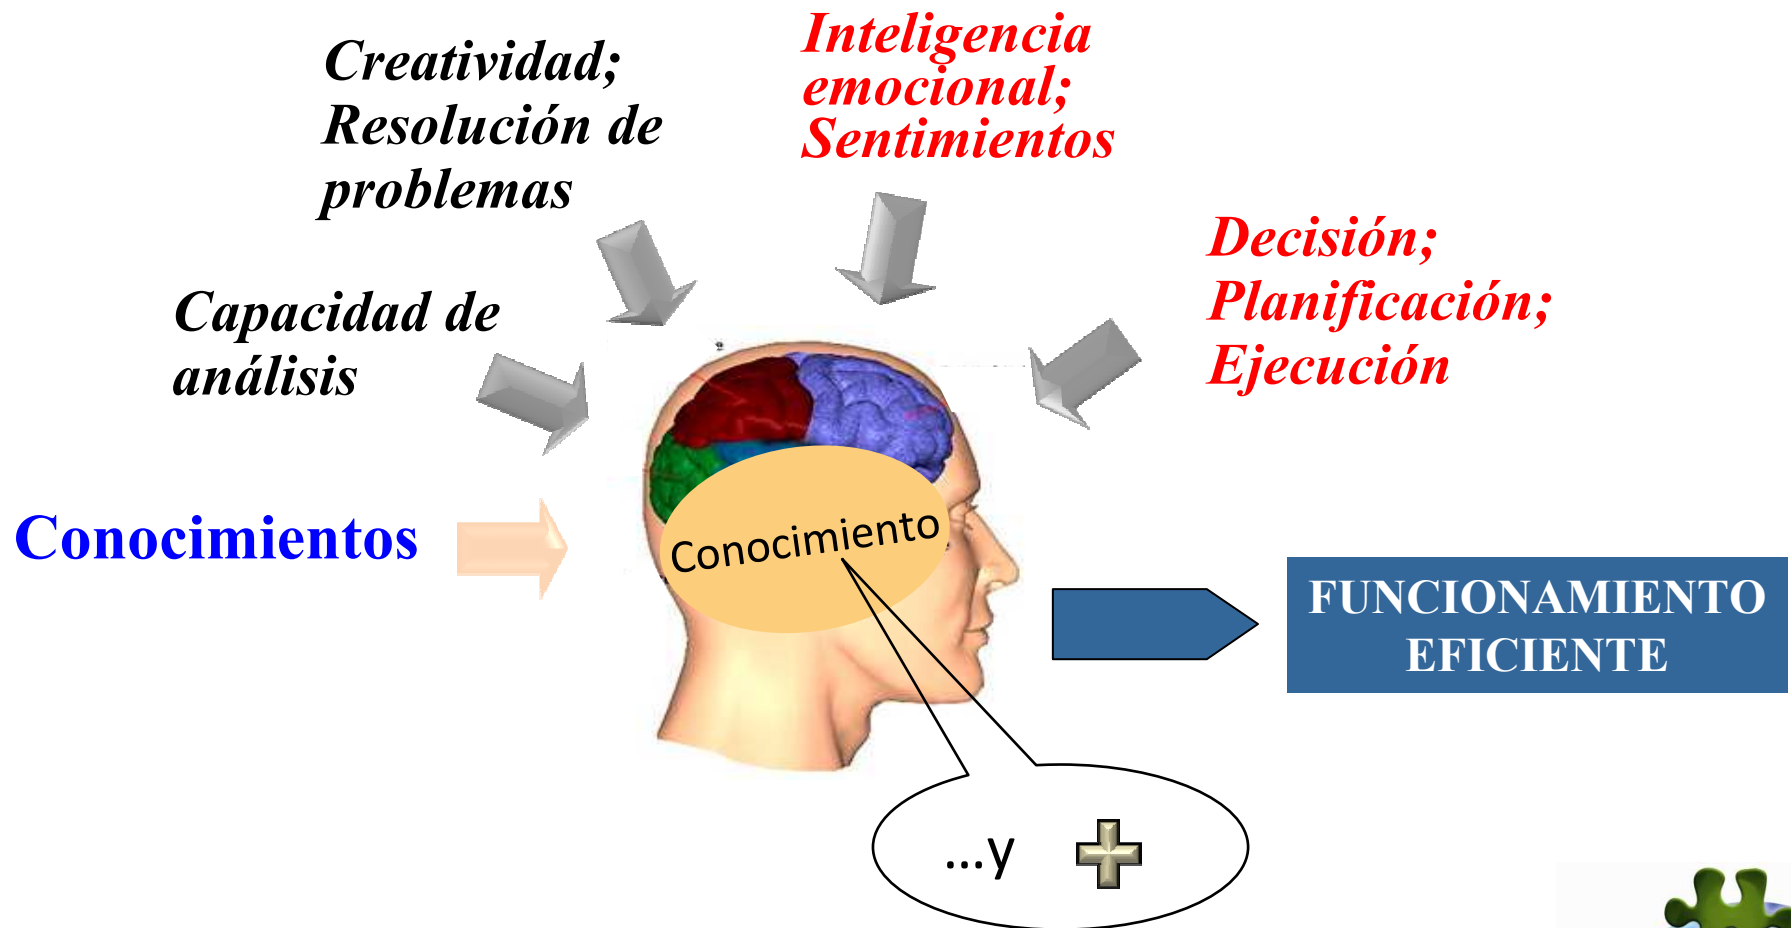 Creatividad;
Resolución de
problemas
Inteligencia
emocional;
Sentimientos
Decisión;
Planificación;
Ejecución
Capacidad de
análisis
Conocimientos
Conocimiento
FUNCIONAMIENTO
EFICIENTE
...y